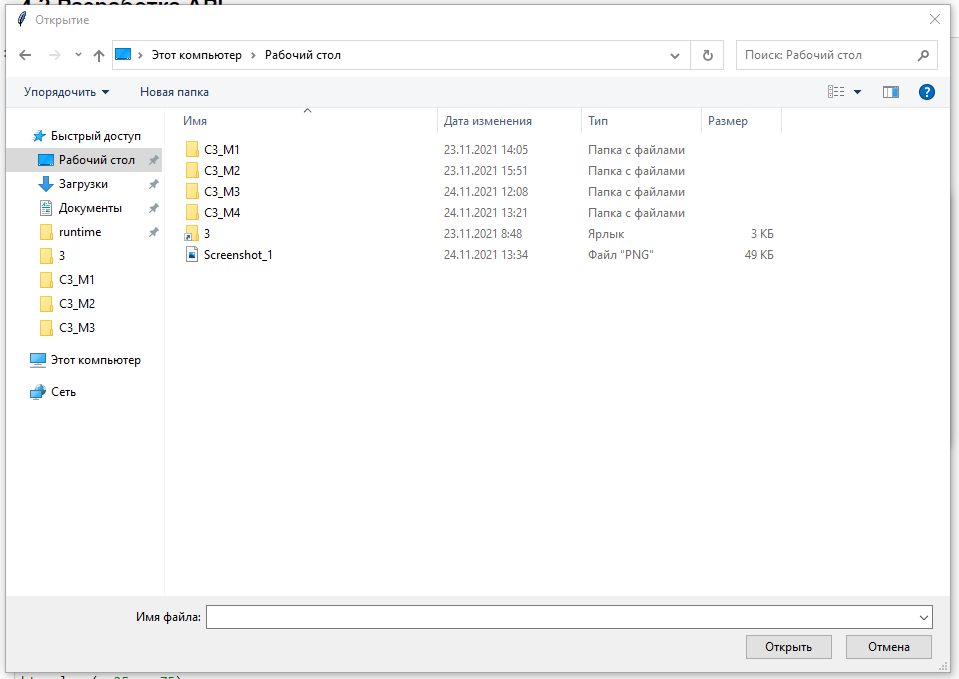 4.2 Разработка API
Открытие
Этот компьютер Рабочий стол
Поиск: Рабочий стол
Упорядочить Новая папка
Имя Дата изменения Тип Размер
Быстрый доступ
Рабочий стол
Загрузки
Документы
runtime
3
C3_M1
C3_M2
C3_M3
Этот компьютер
Сеть
C3_M1 23.11.2021 14:05 Папка с файлами
C3_M2 23.11.2021 15:51 Папка с файлами
C3_M3 24.11.2021 12:08 Папка с файлами
C3_M4 24.11.2021 13:21 Папка с файлами
3 23.11.2021 8:48 Ярлык 3 КБ
Screenshot_1 24.11.2021 13:34 Файл "PNG" 49 КБ
Имя файла:
Открыть Отмена